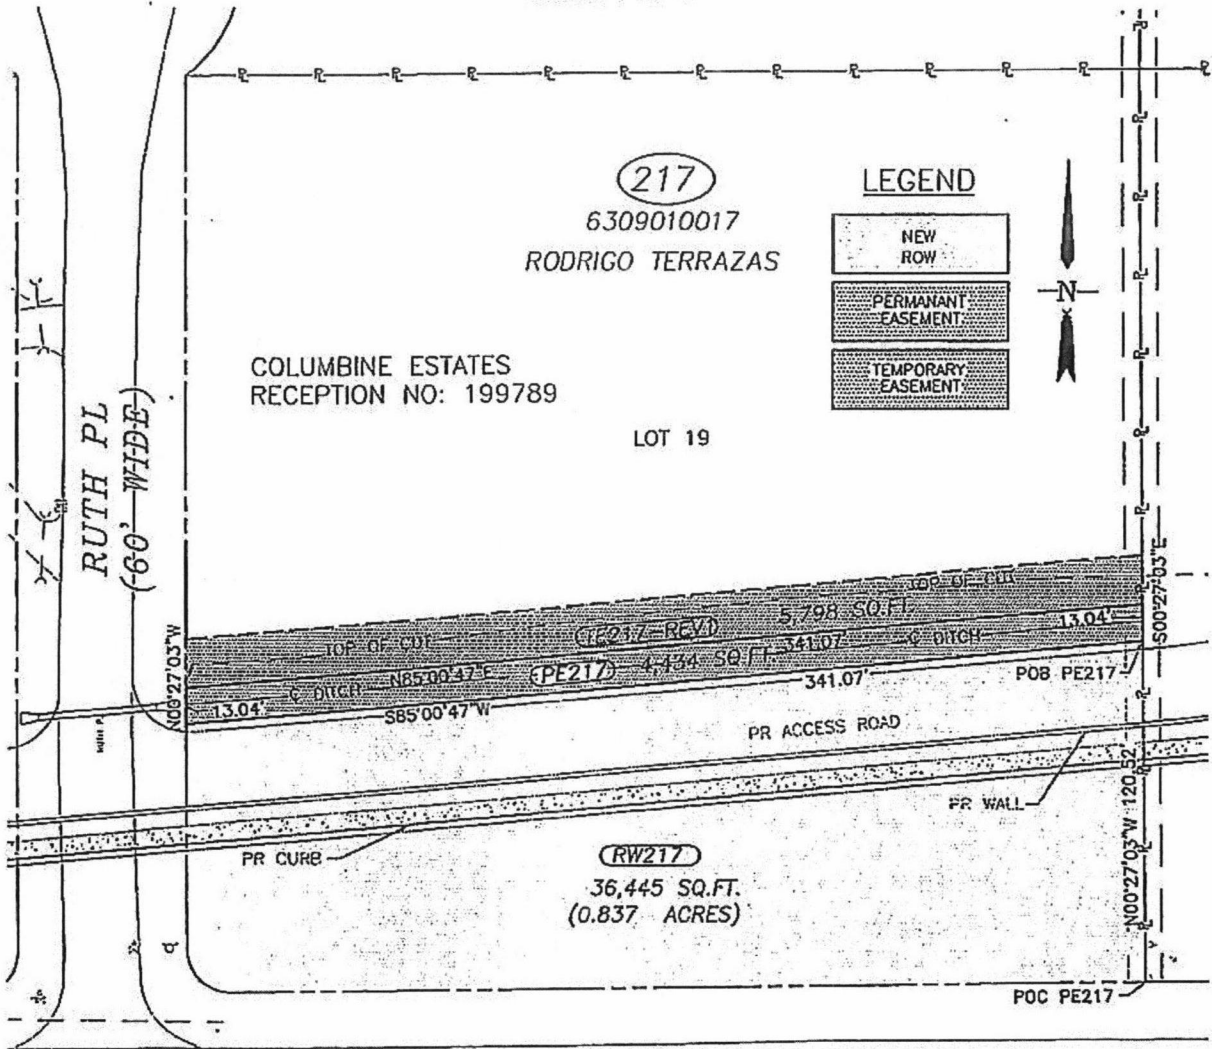 217
6309010017
RODRIGO TERRAZAS
LEGEND
NEW
ROW
PERMANANT
EASEMENT
TEMPORARY
EASEMENT
N
COLUMBINE ESTATES
RECEPTION NO: 199789
LOT 19
RUTH PL
(60' WIDE)
TOP OF CUT
5,798 SQ.FT.
TE217-REV1
TOP OF CUT
S00°27'03"E
13.04'
341.07'
℄ DITCH
N00°27'03"W
N85°00'47"E
PE217
4,434 SQ.FT.
℄ DITCH
13.04'
S85°00'47"W
341.07'
POB PE217
PR ACCESS ROAD
PR WALL
PR CURB
N00°27'03"W 120.52
RW217
36,445 SQ.FT.
(0.837 ACRES)
POC PE217